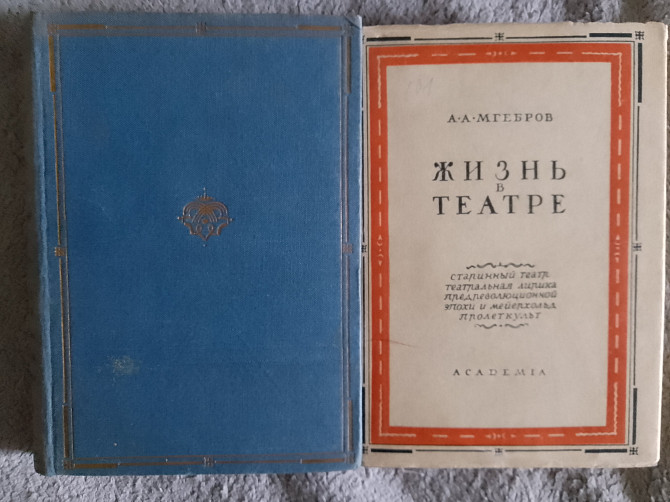 А·А·МГЕБРОВ
ЖИЗНЬ
В
ТЕАТРЕ
СТАРИННЫЙ ТЕАТР
ТЕАТРАЛЬНАЯ ЛИРИКА
ПРЕДРЕВОЛЮЦИОННОЙ
ЭПОХИ И МЕЙЕРХОЛЬД
ПРОЛЕТКУЛЬТ
ACADEMIA